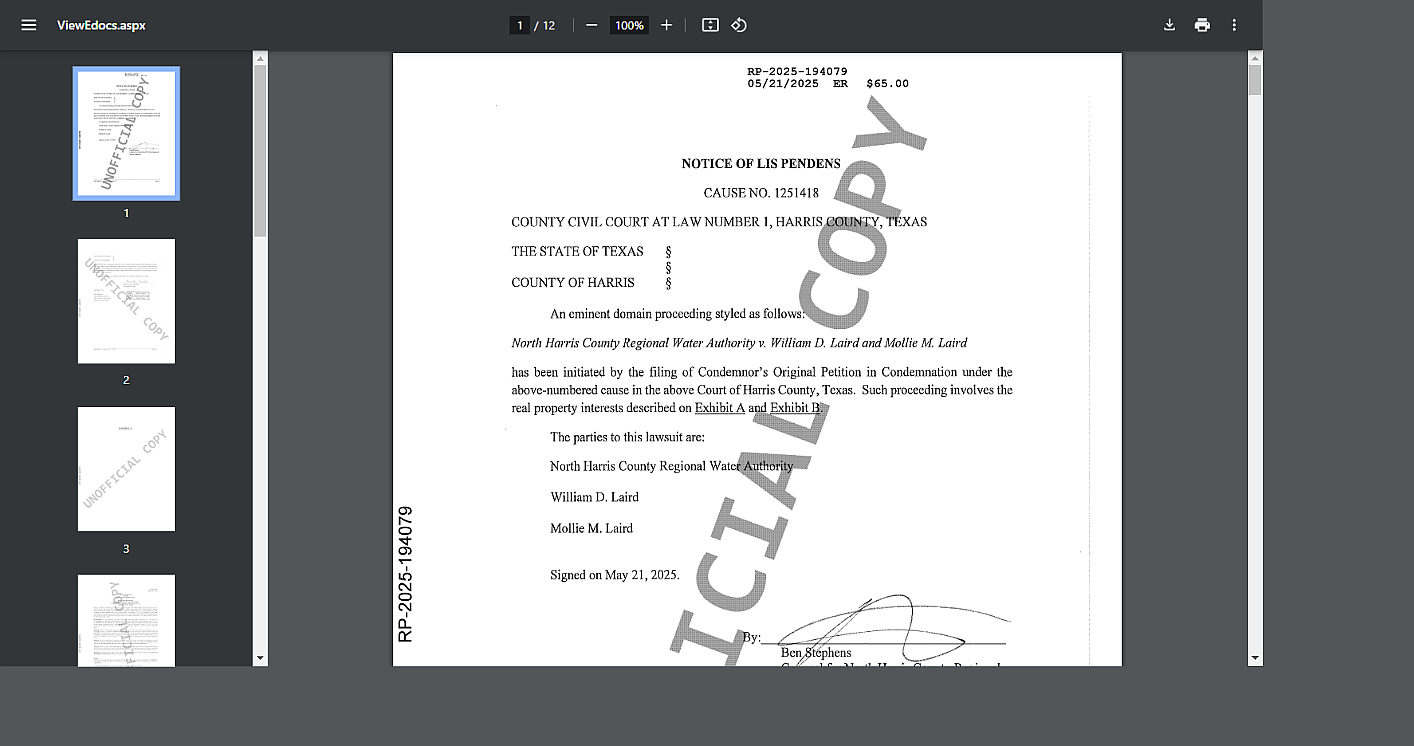 ViewEdocs.aspx
1 / 12
100%
1
2
3
RP-2025-194079
05/21/2025 ER $65.00
NOTICE OF LIS PENDENS
CAUSE NO. 1251418
COUNTY CIVIL COURT AT LAW NUMBER 1, HARRIS COUNTY, TEXAS
THE STATE OF TEXAS §
§
COUNTY OF HARRIS §
An eminent domain proceeding styled as follows:
North Harris County Regional Water Authority v. William D. Laird and Mollie M. Laird
has been initiated by the filing of Condemnor's Original Petition in Condemnation under the
above-numbered cause in the above Court of Harris County, Texas. Such proceeding involves the
real property interests described on Exhibit A and Exhibit B.
The parties to this lawsuit are:
North Harris County Regional Water Authority
William D. Laird
Mollie M. Laird
Signed on May 21, 2025.
By:
Ben Stephens
RP-2025-194079
ICIAL COPY
UNOFFICIAL COPY
UNOFFICIAL COPY
UNOFFICIAL COPY
COPY